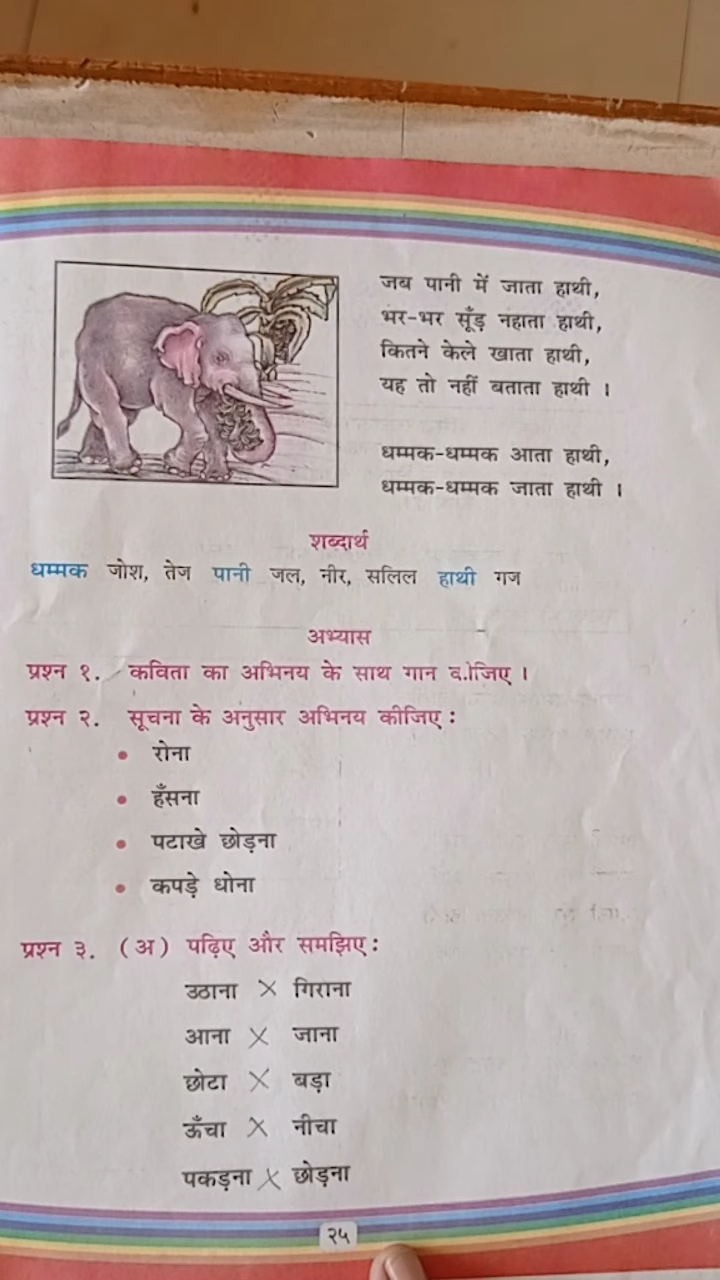 जब पानी में जाता हाथी,
भर-भर सूँड़ नहाता हाथी,
कितने केले खाता हाथी,
यह तो नहीं बताता हाथी ।
धम्मक-धम्मक आता हाथी,
धम्मक-धम्मक जाता हाथी ।
शब्दार्थ
धम्मक जोश, तेज पानी जल, नीर, सलिल हाथी गज
अभ्यास
प्रश्न १. कविता का अभिनय के साथ गान कीजिए ।
प्रश्न २. सूचना के अनुसार अभिनय कीजिए :
• रोना
• हँसना
• पटाखे छोड़ना
• कपड़े धोना
प्रश्न ३. (अ) पढ़िए और समझिए :
उठाना × गिराना
आना × जाना
छोटा × बड़ा
ऊँचा × नीचा
पकड़ना × छोड़ना
२५